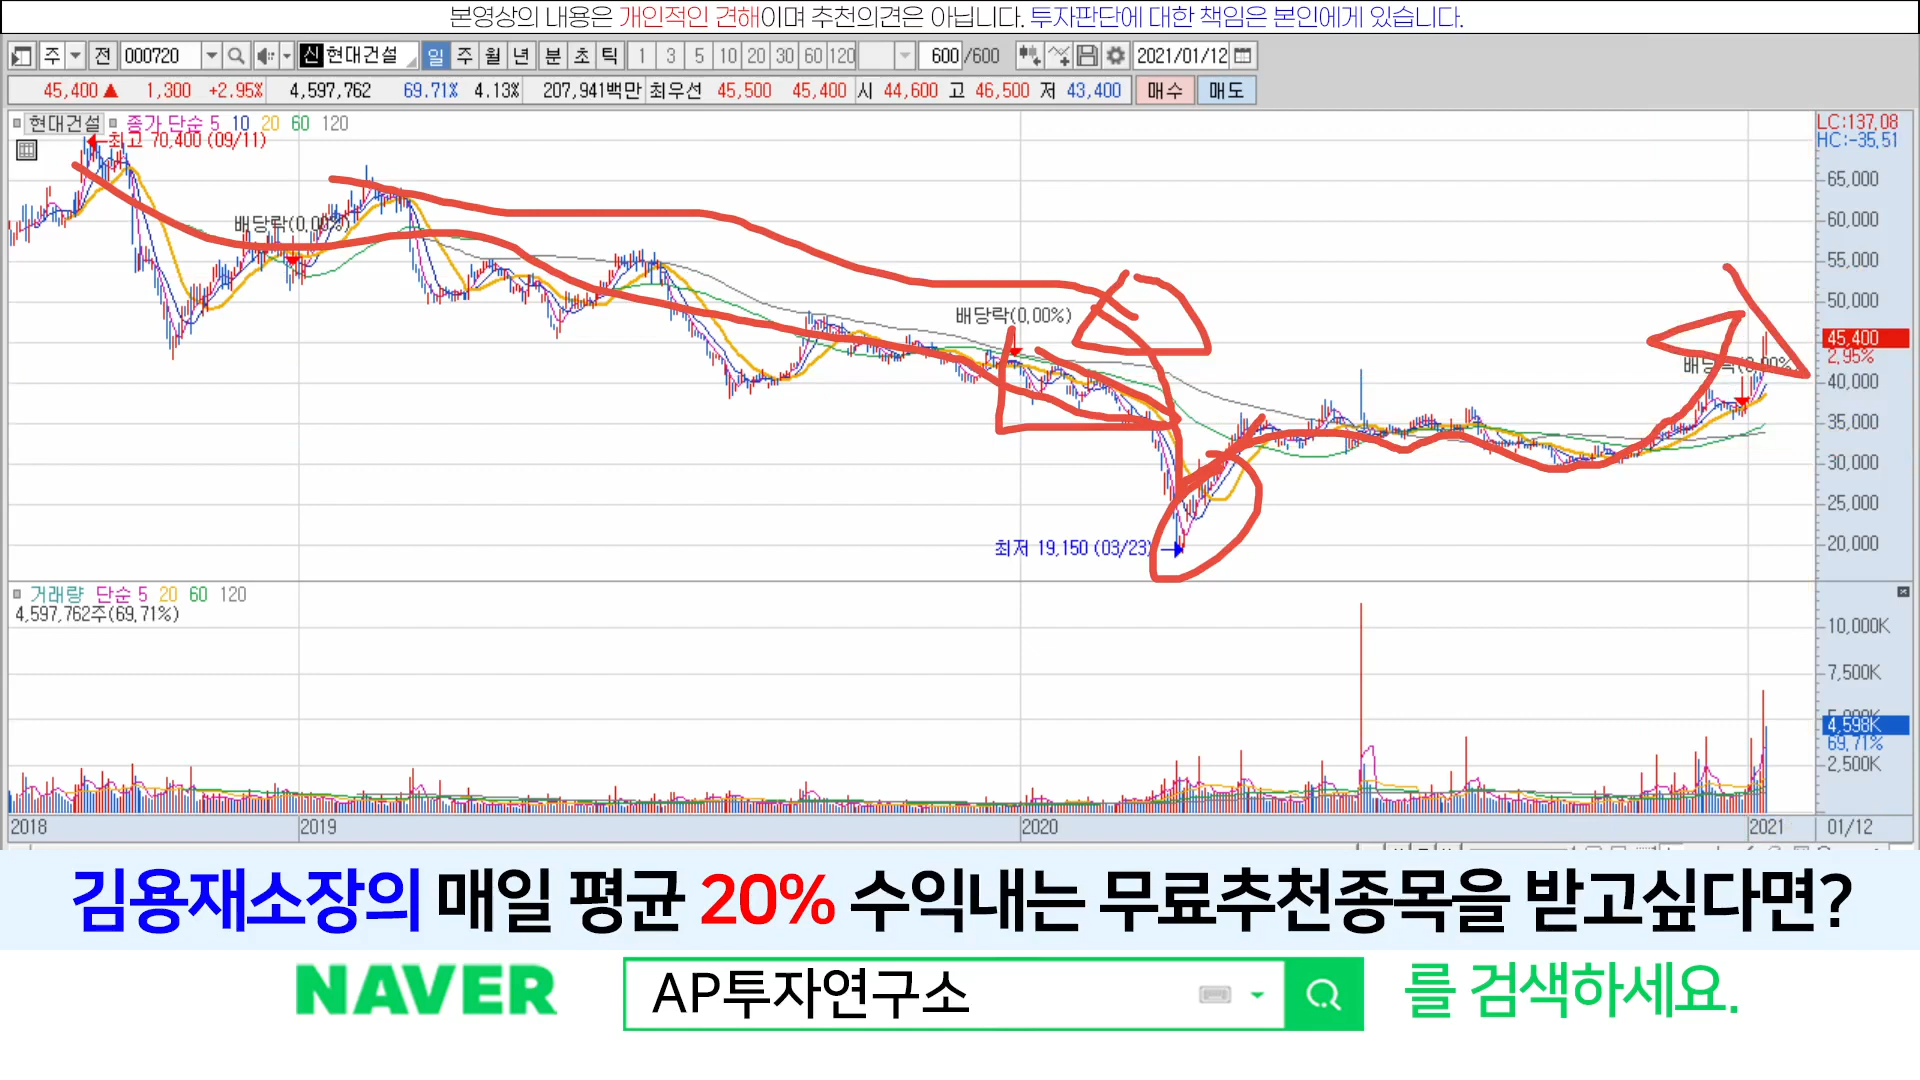 본영상의 내용은 개인적인 견해이며 추천의견은 아닙니다. 투자판단에 대한 책임은 본인에게 있습니다.
주 전 000720 신 현대건설 일 주 월 년 분 초 틱 1 3 5 10 20 30 60 120 600 /600 2021/01/12
45,400 ▲ 1,300 +2.95% 4,597,762 69.71% 4.13% 207,941백만 최우선 45,500 45,400 시 44,600 고 46,500 저 43,400 매수 매도
현대건설 종가 단순 5 10 20 60 120
LC:137.08
HC:-35.51
최고 70,400 (09/11)
65,000
배당락(0.00%)
60,000
55,000
50,000
배당락(0.00%)
45,400
2.95%
40,000
35,000
30,000
25,000
최저 19,150 (03/23)
20,000
거래량 단순 5 20 60 120
4,597,762주(69.71%)
10,000K
7,500K
4,598K
69.71%
2,500K
2018 2019 2020 2021 01/12
김용재소장의 매일 평균 20% 수익내는 무료추천종목을 받고싶다면?
NAVER AP투자연구소 를 검색하세요.